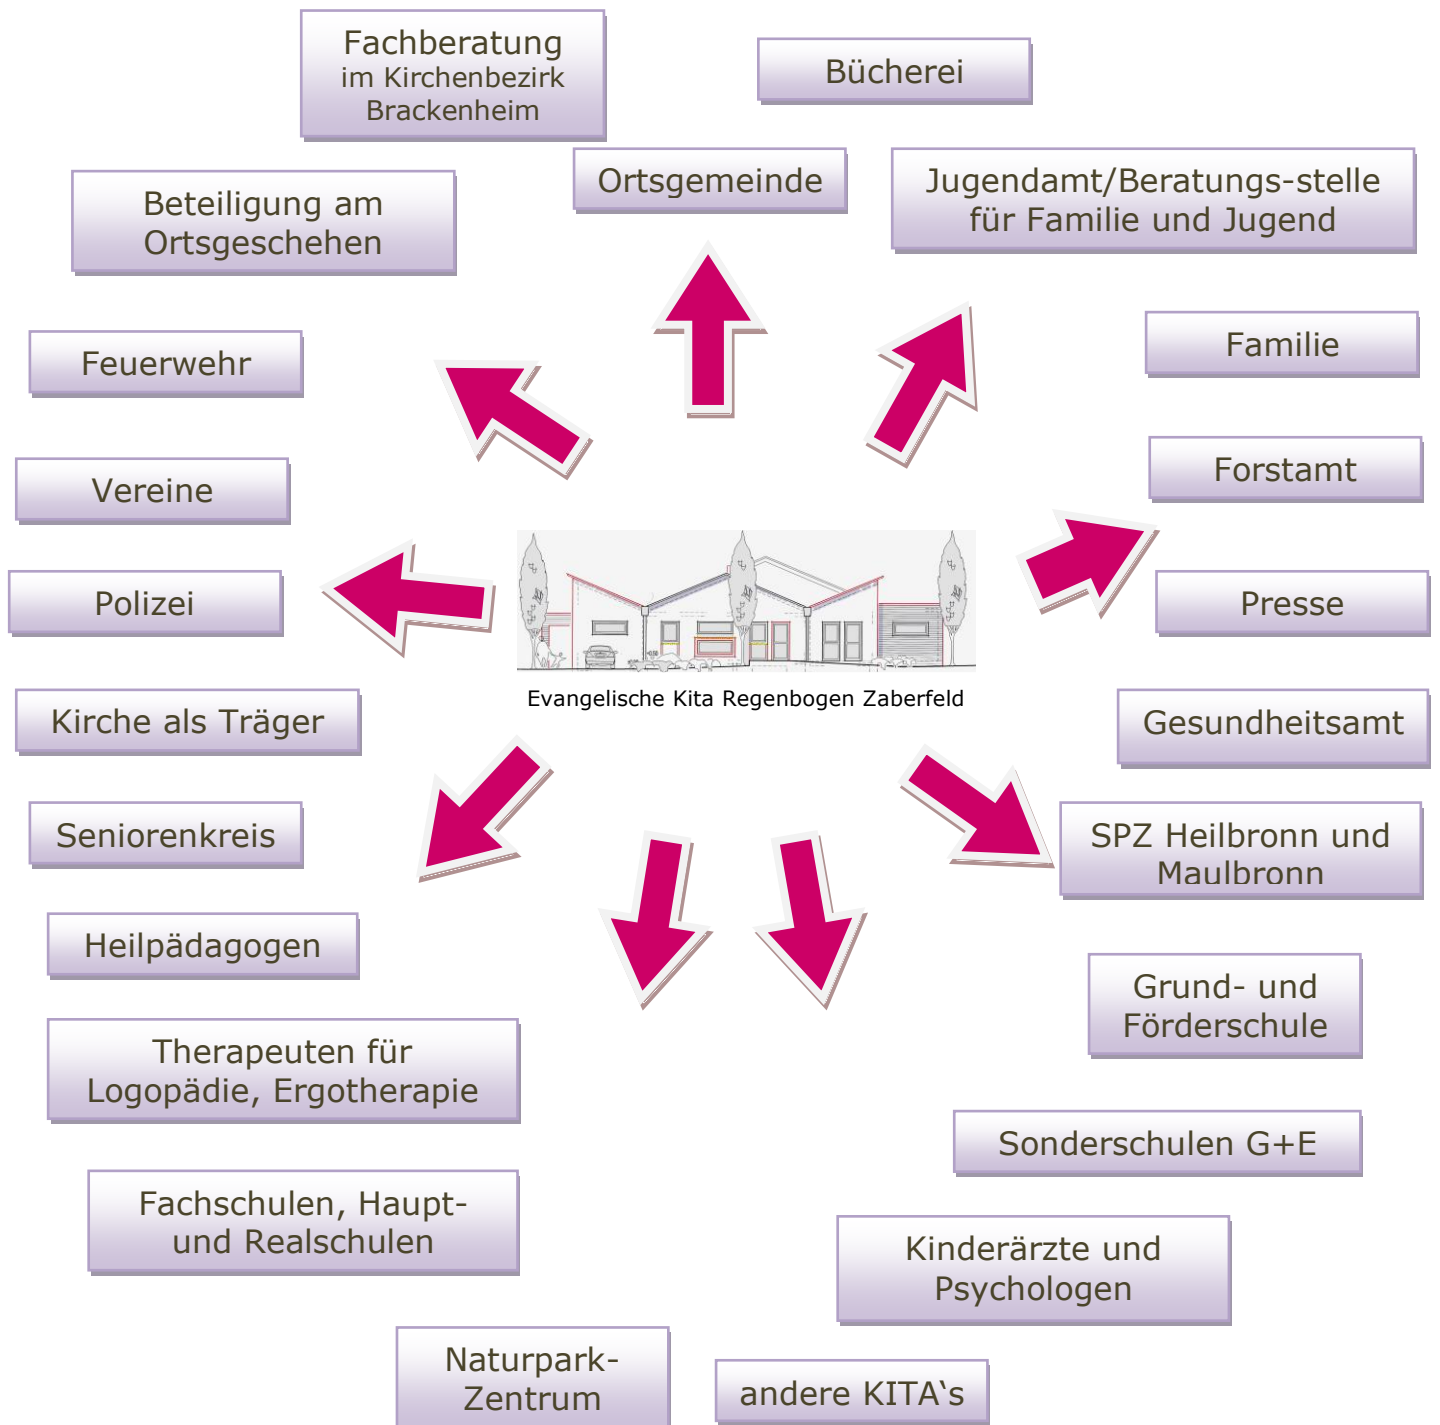 Fachberatung
im Kirchenbezirk
Brackenheim
Bücherei
Ortsgemeinde
Jugendamt/Beratungs-stelle
für Familie und Jugend
Beteiligung am
Ortsgeschehen
Feuerwehr
Familie
Vereine
Forstamt
Polizei
Presse
Evangelische Kita Regenbogen Zaberfeld
Kirche als Träger
Gesundheitsamt
Seniorenkreis
SPZ Heilbronn und
Maulbronn
Heilpädagogen
Grund- und
Förderschule
Therapeuten für
Logopädie, Ergotherapie
Sonderschulen G+E
Fachschulen, Haupt-
und Realschulen
Kinderärzte und
Psychologen
Naturpark-
Zentrum
andere KITA‘s